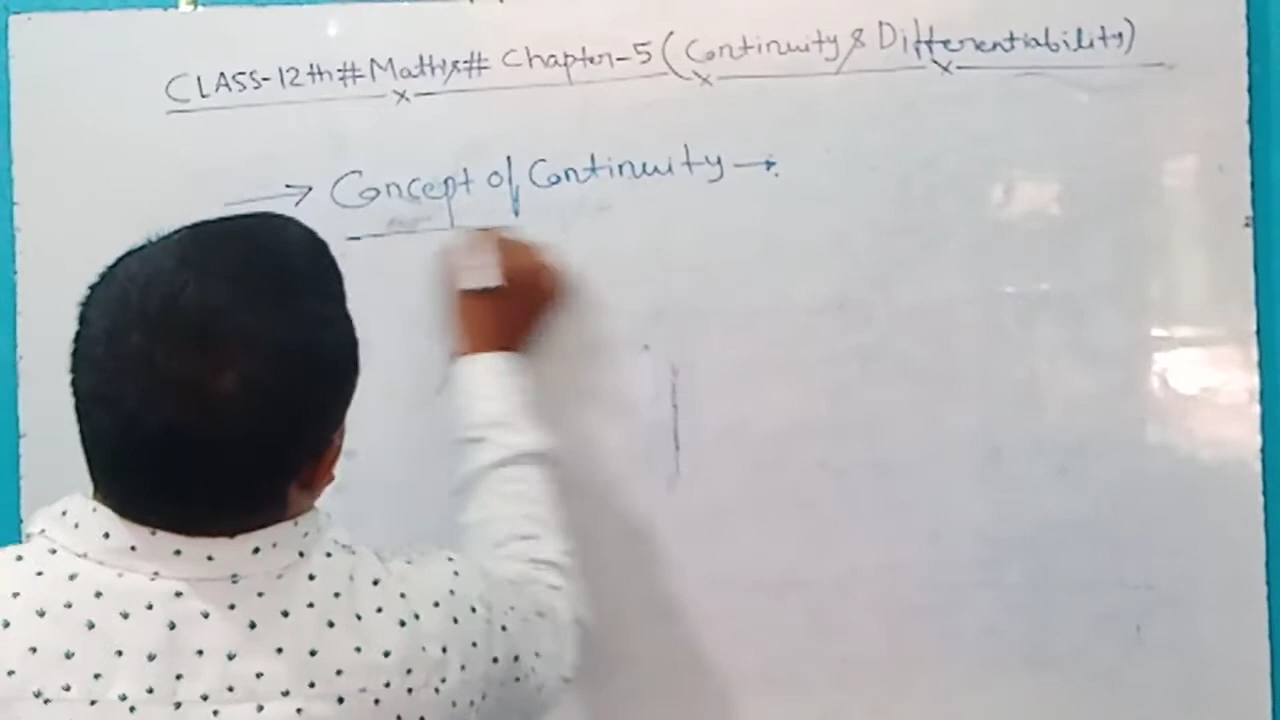 CLASS-12th # Maths # Chapter-5 (Continuity & Differentiability)
→ Concept of Continuity →